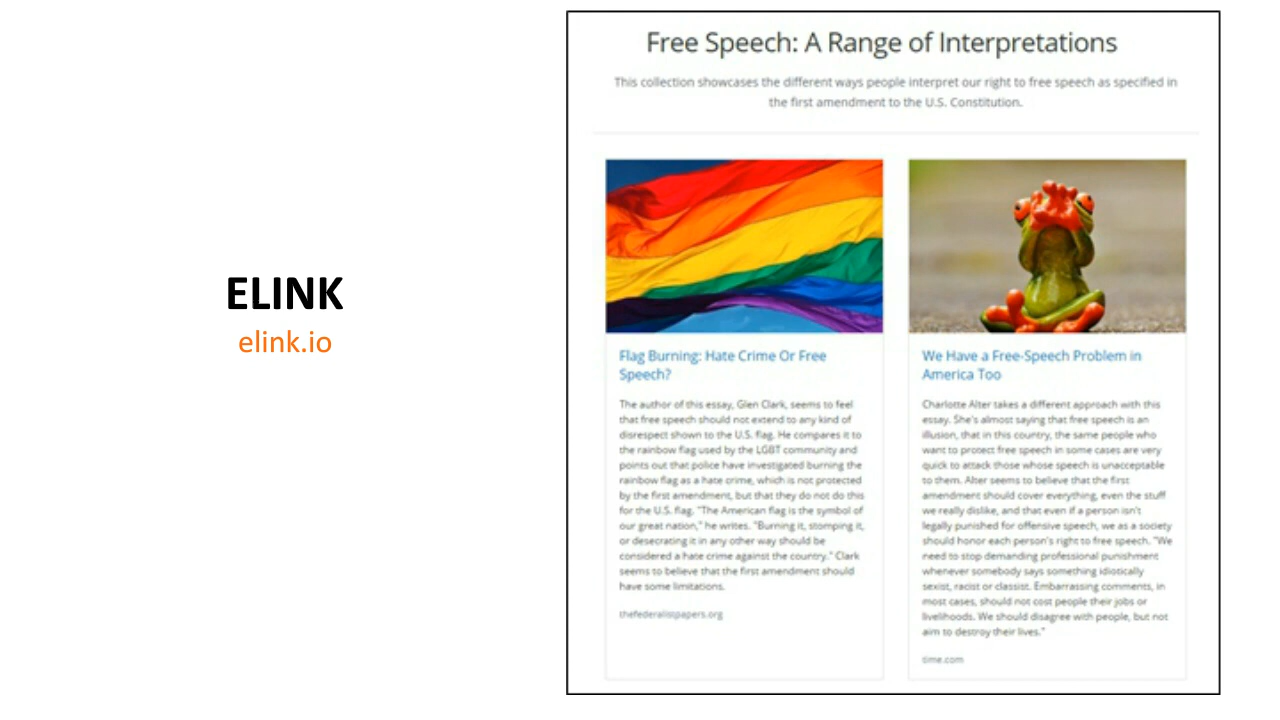 ELINK
elink.io
Free Speech: A Range of Interpretations
This collection showcases the different ways people interpret our right to free speech as specified in
the first amendment to the U.S. Constitution.
Flag Burning: Hate Crime Or Free
Speech?
The author of this essay, Glen Clark, seems to feel
that free speech should not extend to any kind of
disrespect shown to the U.S. flag. He compares it to
the rainbow flag used by the LGBT community and
points out that police have investigated burning the
rainbow flag as a hate crime, which is not protected
by the first amendment, but that they do not do this
for the U.S. flag. "The American flag is the symbol of
our great nation," he writes. "Burning it, stomping it,
or desecrating it in any other way should be
considered a hate crime against the country." Clark
seems to believe that the first amendment should
have some limitations.
thefederalistpapers.org
We Have a Free-Speech Problem in
America Too
Charlotte Alter takes a different approach with this
essay. She's almost saying that free speech is an
illusion, that in this country, the same people who
want to protect free speech in some cases are very
quick to attack those whose speech is unacceptable
to them. Alter seems to believe that the first
amendment should cover everything, even the stuff
we really dislike, and that even if a person isn't
legally punished for offensive speech, we as a society
should honor each person's right to free speech. "We
need to stop demanding professional punishment
whenever somebody says something idiotically
sexist, racist or classist. Embarrassing comments, in
most cases, should not cost people their jobs or
livelihoods. We should disagree with people, but not
aim to destroy their lives."
time.com